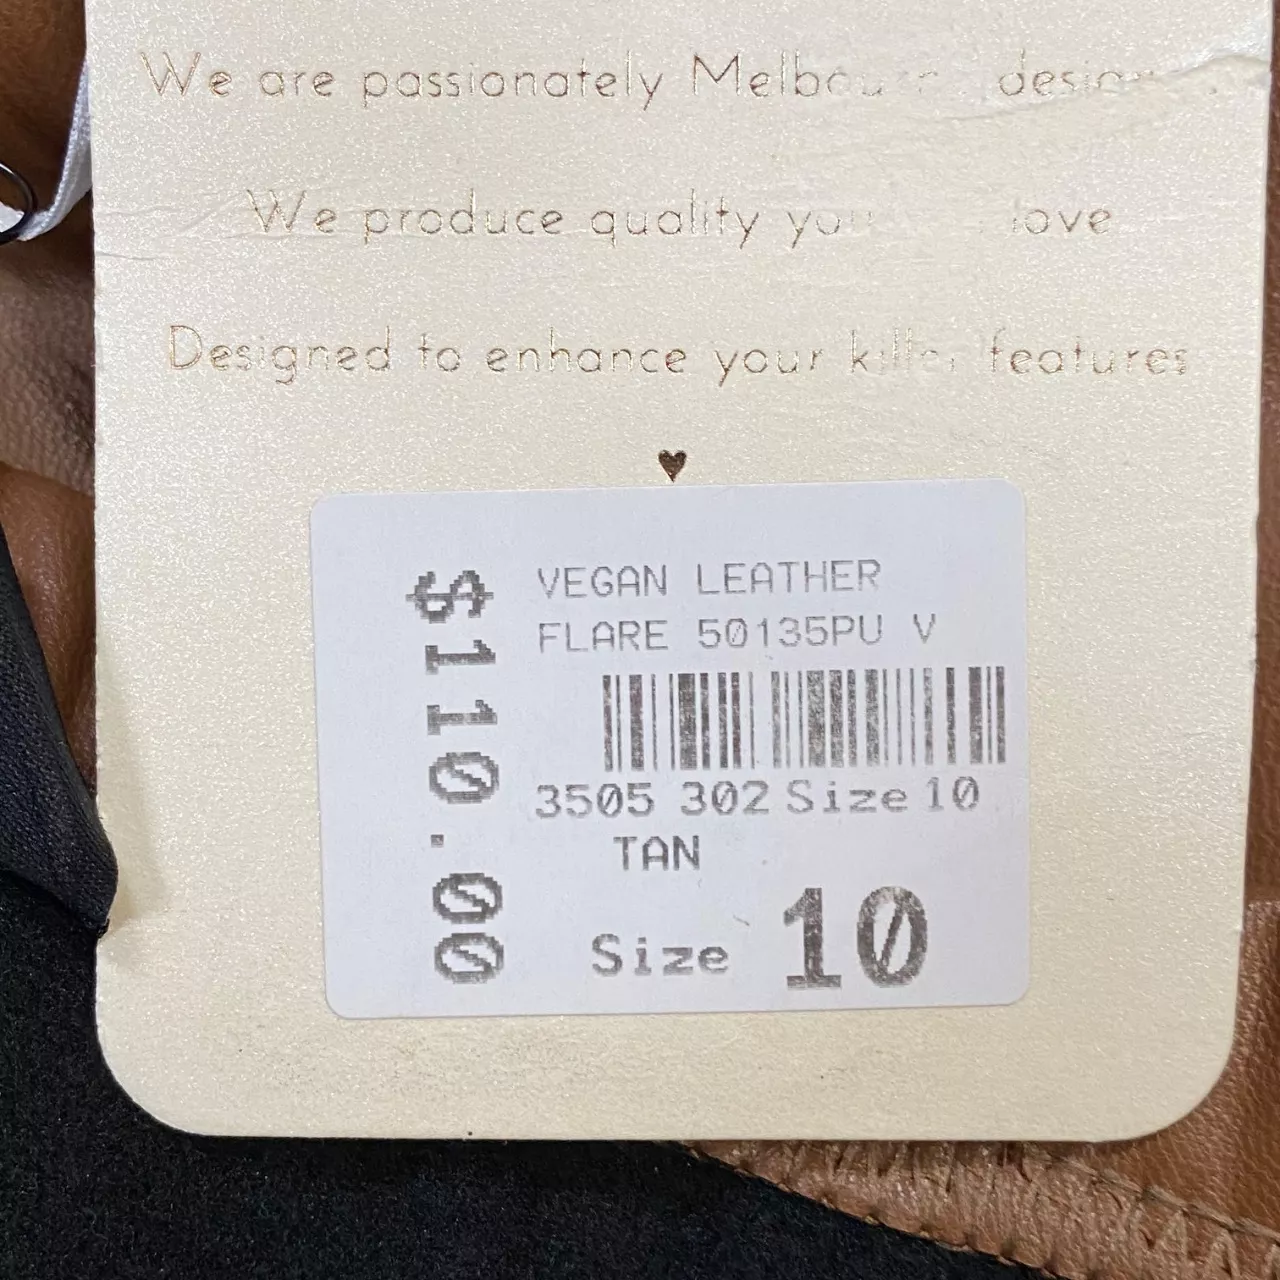 We are passionately Melbourne designed.
We produce quality you love
Designed to enhance your killer features
$110.00
VEGAN LEATHER
FLARE 50135PU V
3505 302 Size 10
TAN
Size 10